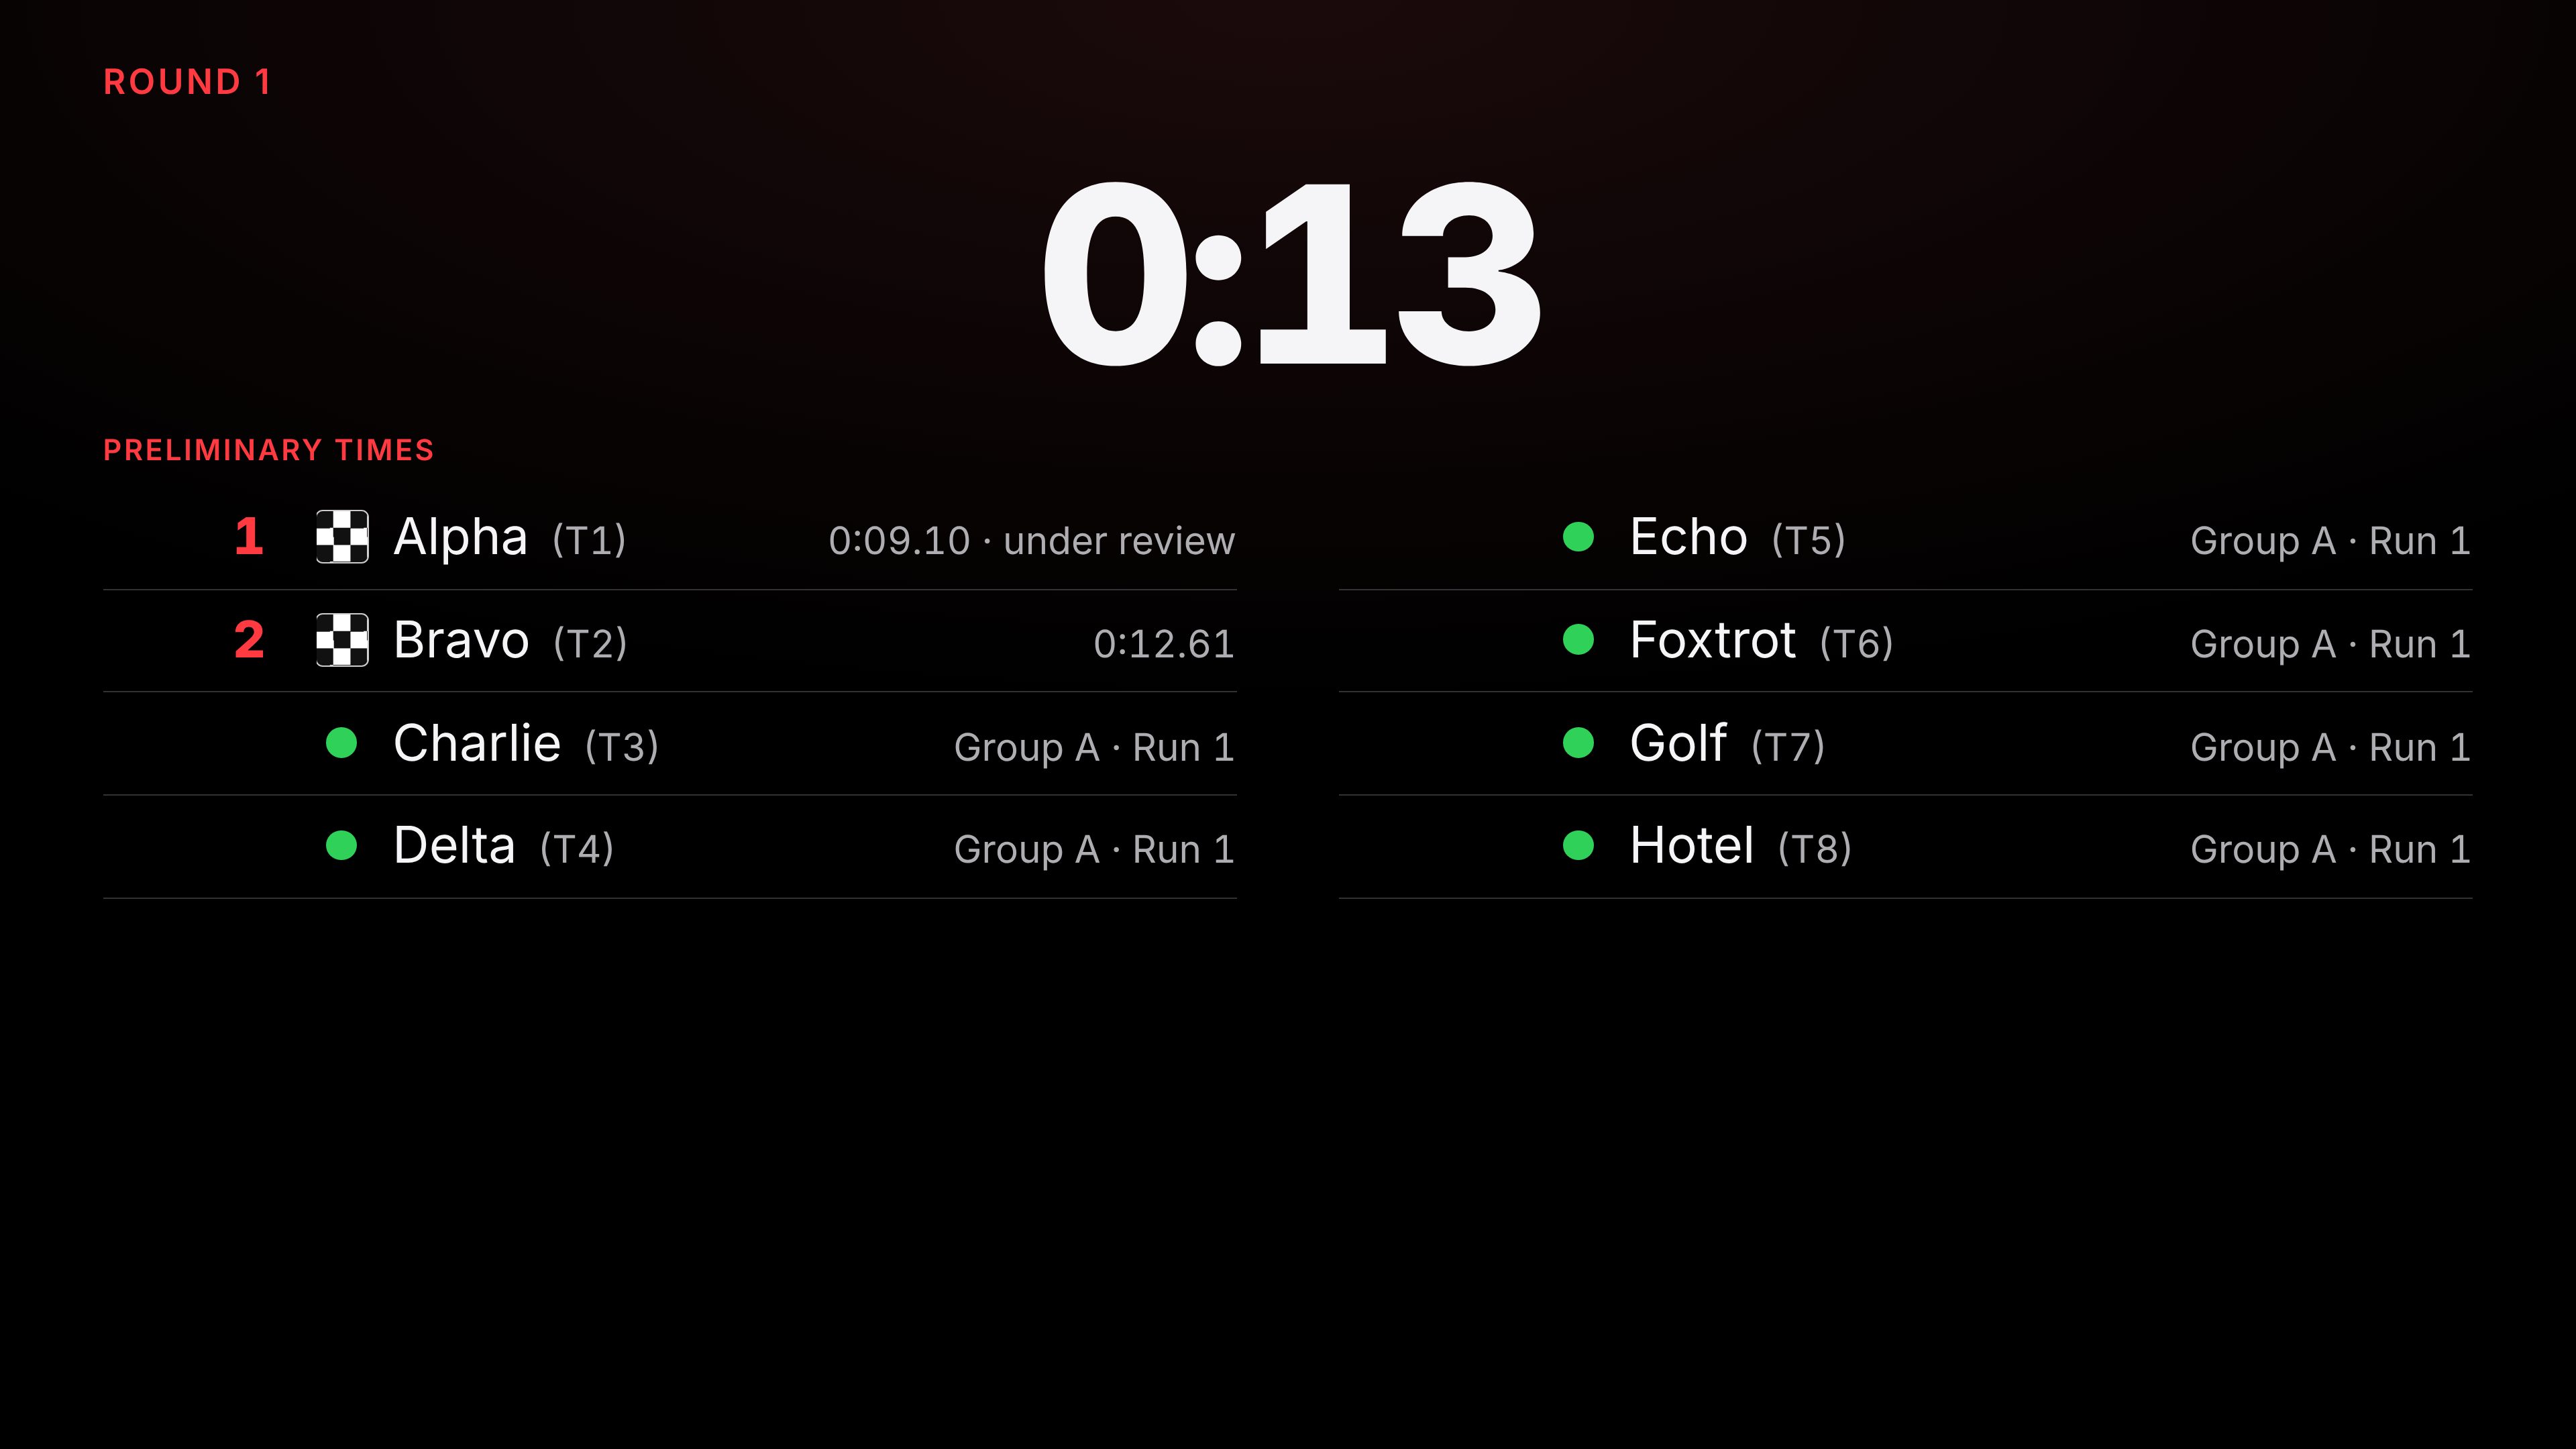 ROUND 1
0:13
PRELIMINARY TIMES
1 Alpha (T1) 0:09.10 · under review
2 Bravo (T2) 0:12.61
Charlie (T3) Group A · Run 1
Delta (T4) Group A · Run 1
Echo (T5) Group A · Run 1
Foxtrot (T6) Group A · Run 1
Golf (T7) Group A · Run 1
Hotel (T8) Group A · Run 1